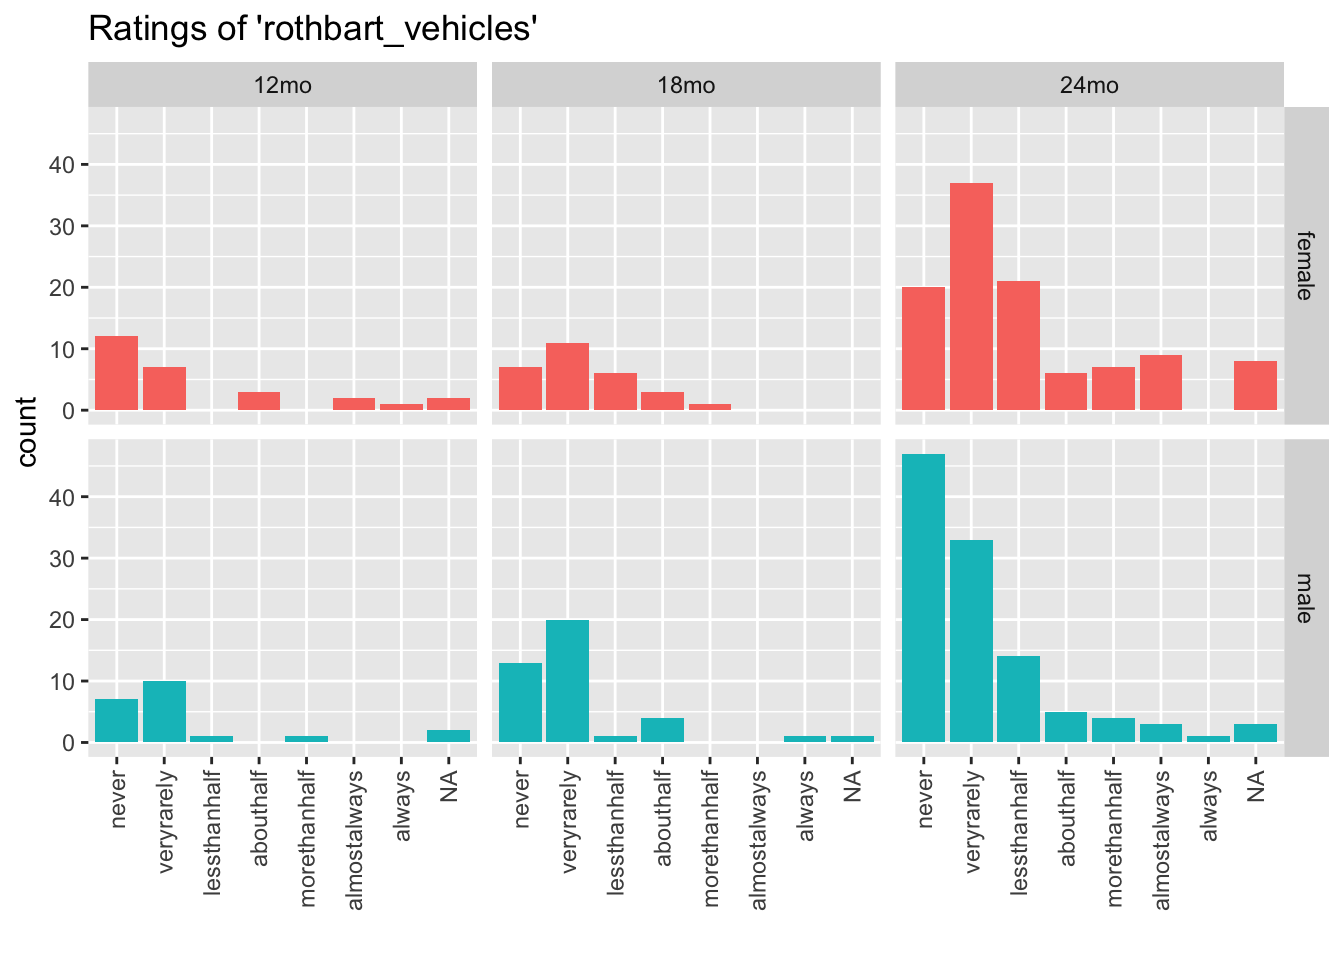 Ratings of 'rothbart_vehicles'
12mo 18mo 24mo
40
30
20
10
0
female
count
40
30
20
10
0
male
never veryrarely lessthanhalf abouthalf morethanhalf almostalways always NA never veryrarely lessthanhalf abouthalf morethanhalf almostalways always NA never veryrarely lessthanhalf abouthalf morethanhalf almostalways always NA